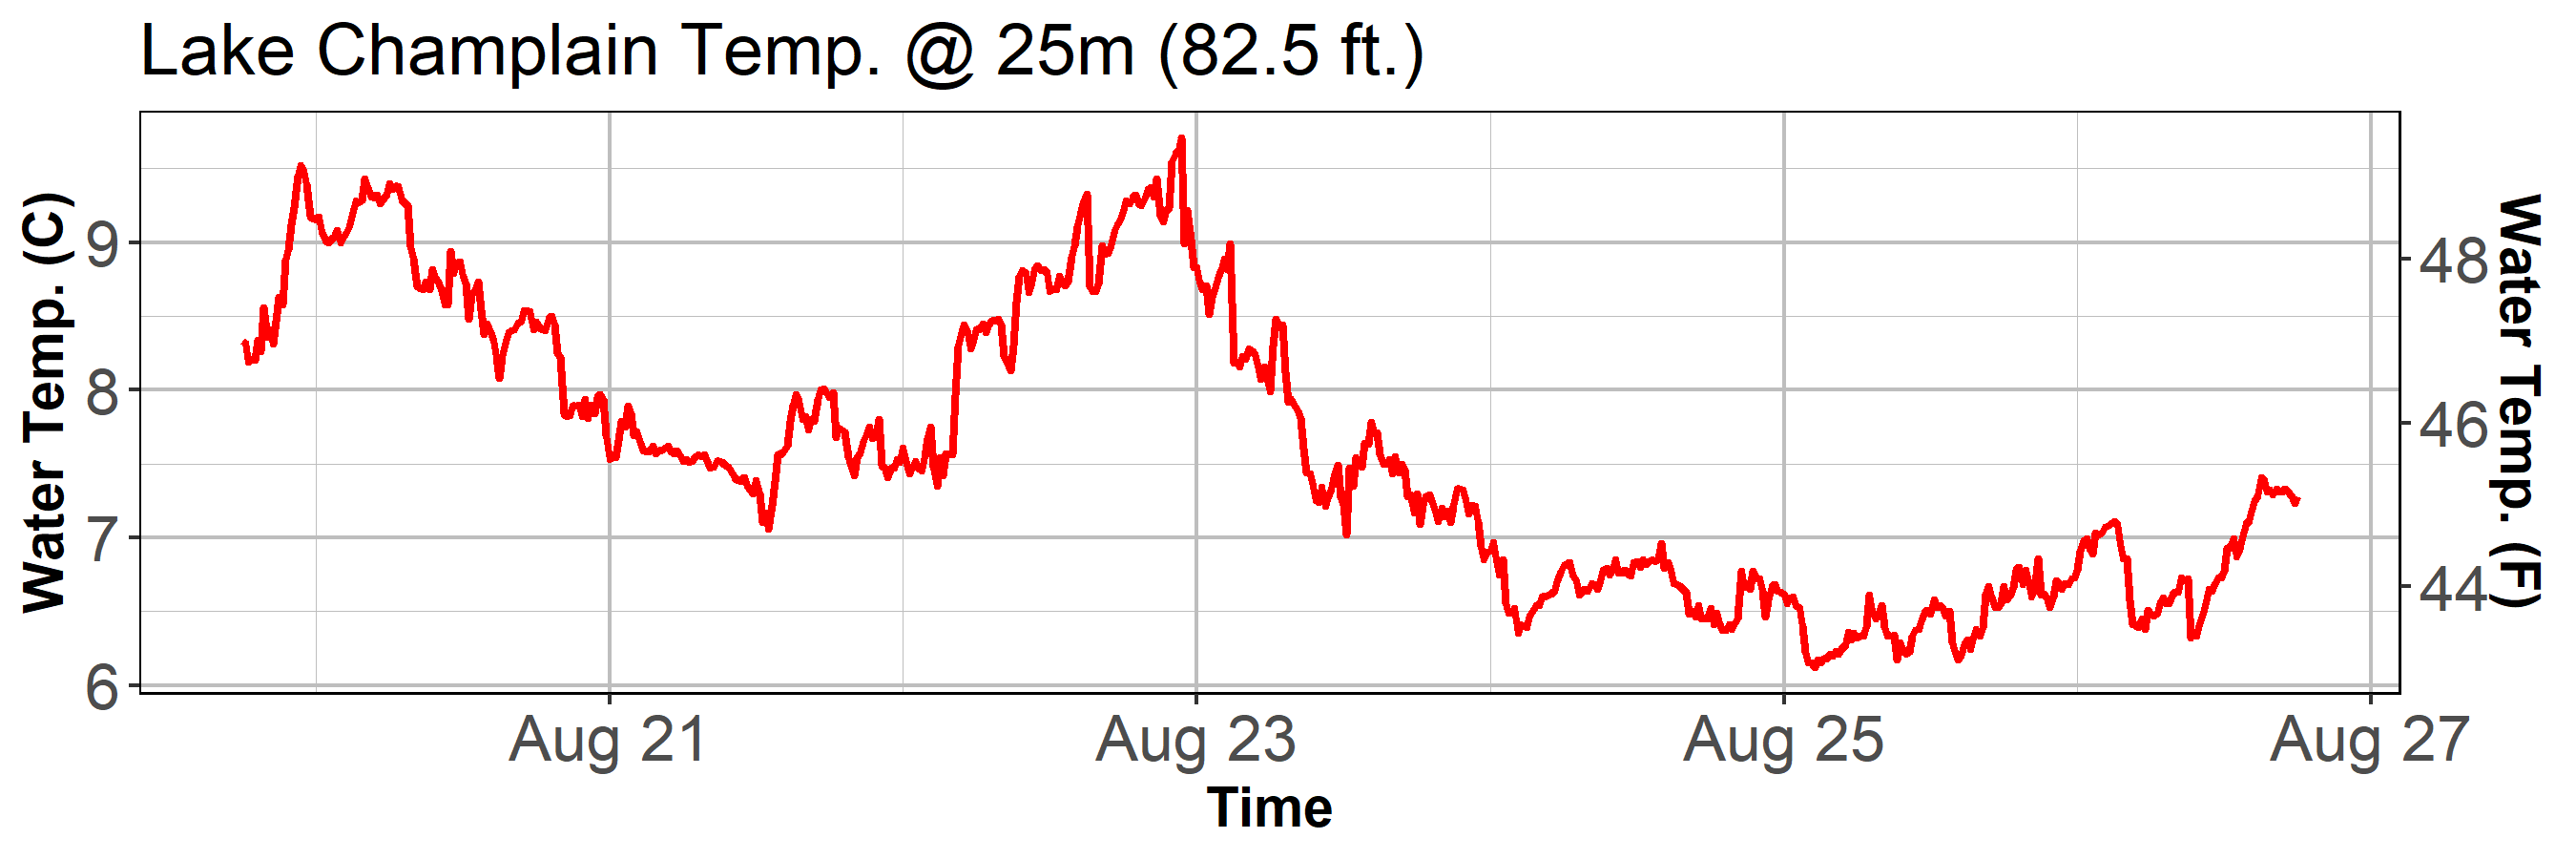 Lake Champlain Temp. @ 25m (82.5 ft.)
Water Temp. (C)
9
8
7
6
48
46
44
Water Temp. (F)
Aug 21
Aug 23
Aug 25
Aug 27
Time